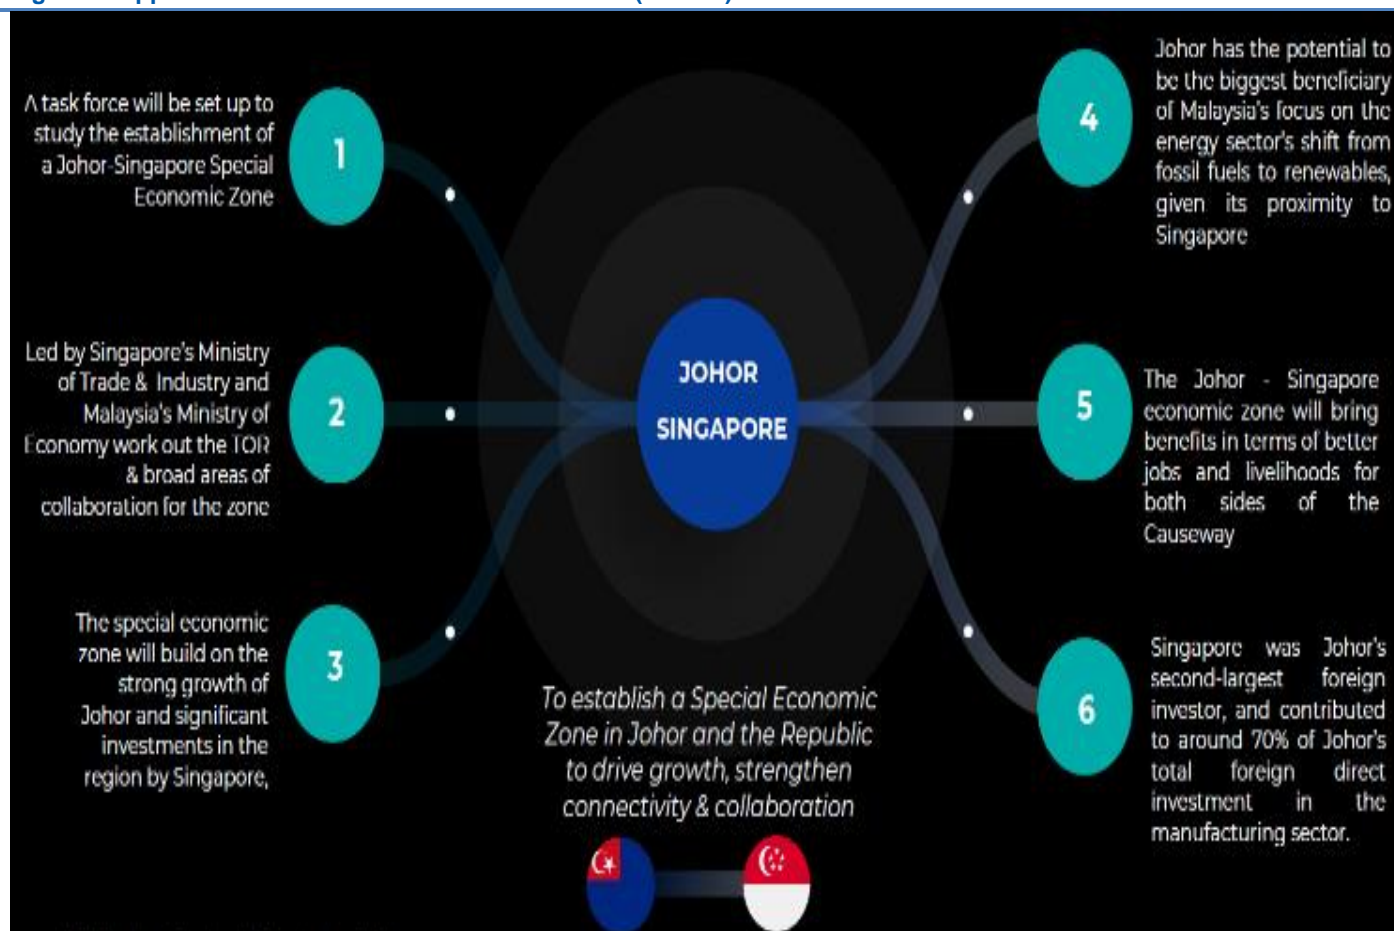 A task force will be set up to
study the establishment of
a Johor-Singapore Special
Economic Zone
1
Led by Singapore's Ministry
of Trade & Industry and
Malaysia's Ministry of
Economy work out the TOR
& broad areas of
collaboration for the zone
2
The special economic
zone will build on the
strong growth of
Johor and significant
investments in the
region by Singapore,
3
JOHOR
SINGAPORE
To establish a Special Economic
Zone in Johor and the Republic
to drive growth, strengthen
connectivity & collaboration
4
Johor has the potential to
be the biggest beneficiary
of Malaysia's focus on the
energy sector's shift from
fossil fuels to renewables,
given its proximity to
Singapore
5
The Johor - Singapore
economic zone will bring
benefits in terms of better
jobs and livelihoods for
both sides of the
Causeway
6
Singapore was Johor's
second-largest foreign
investor, and contributed
to around 70% of Johor's
total foreign direct
investment in the
manufacturing sector.